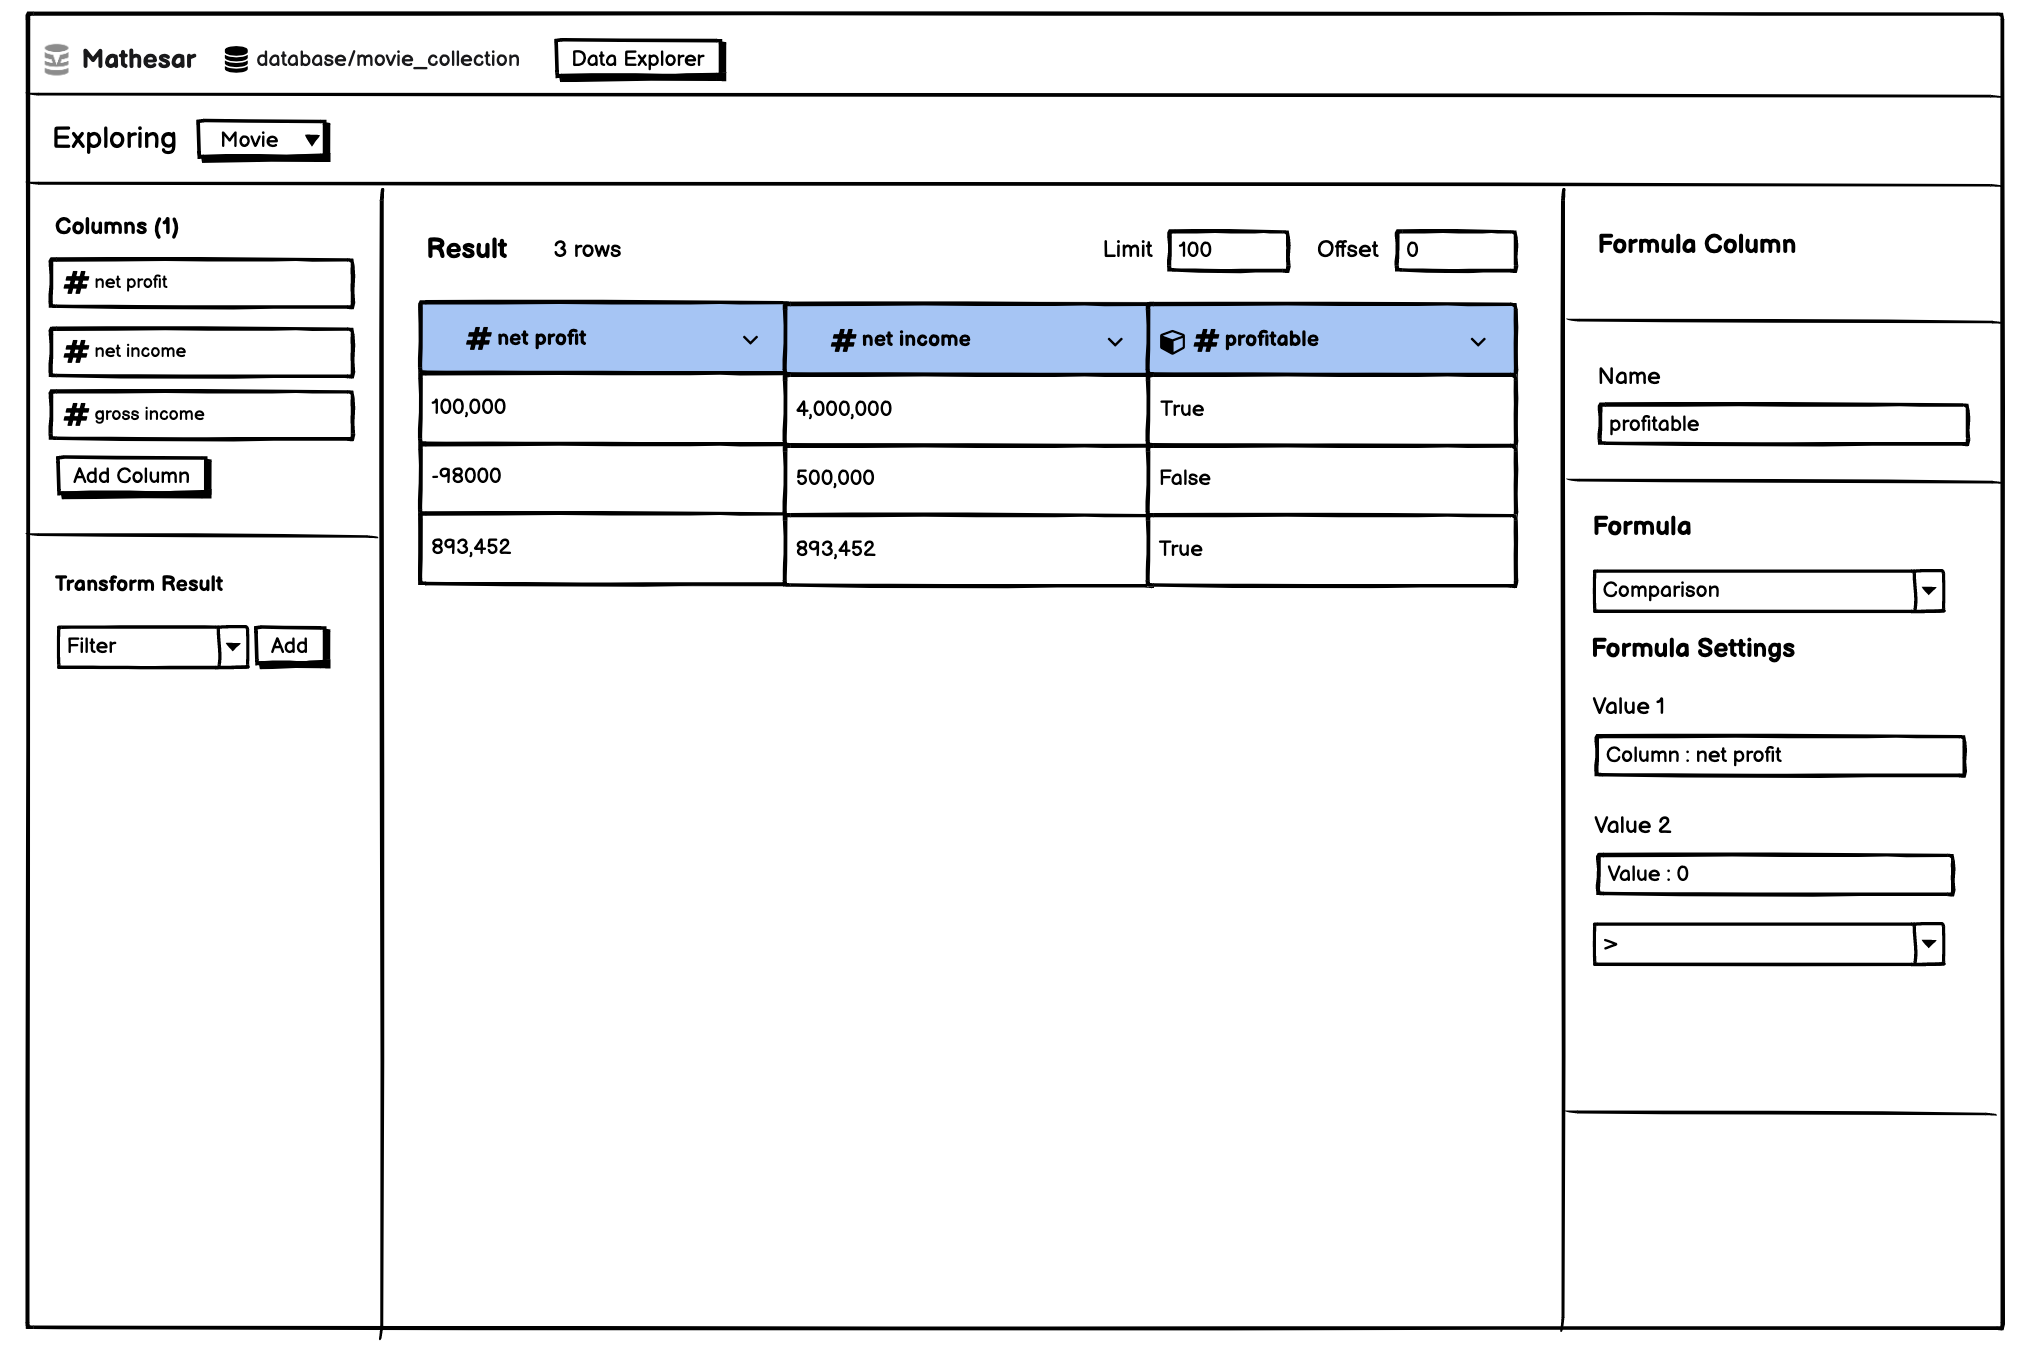 Mathesar database/movie_collection Data Explorer
Exploring Movie
Columns (1)
# net profit
# net income
# gross income
Add Column
Transform Result
Filter Add
Result 3 rows Limit 100 Offset 0
# net profit # net income # profitable
100,000 4,000,000 True
-98000 500,000 False
893,452 893,452 True
Formula Column
Name
profitable
Formula
Comparison
Formula Settings
Value 1
Column : net profit
Value 2
Value : 0
>